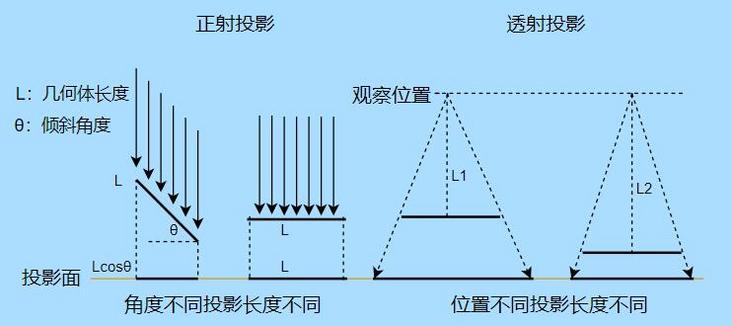 正射投影
透射投影
L：几何体长度
θ：倾斜角度
观察位置
L
θ
L
L1
L2
投影面
Lcosθ
L
角度不同投影长度不同
位置不同投影长度不同